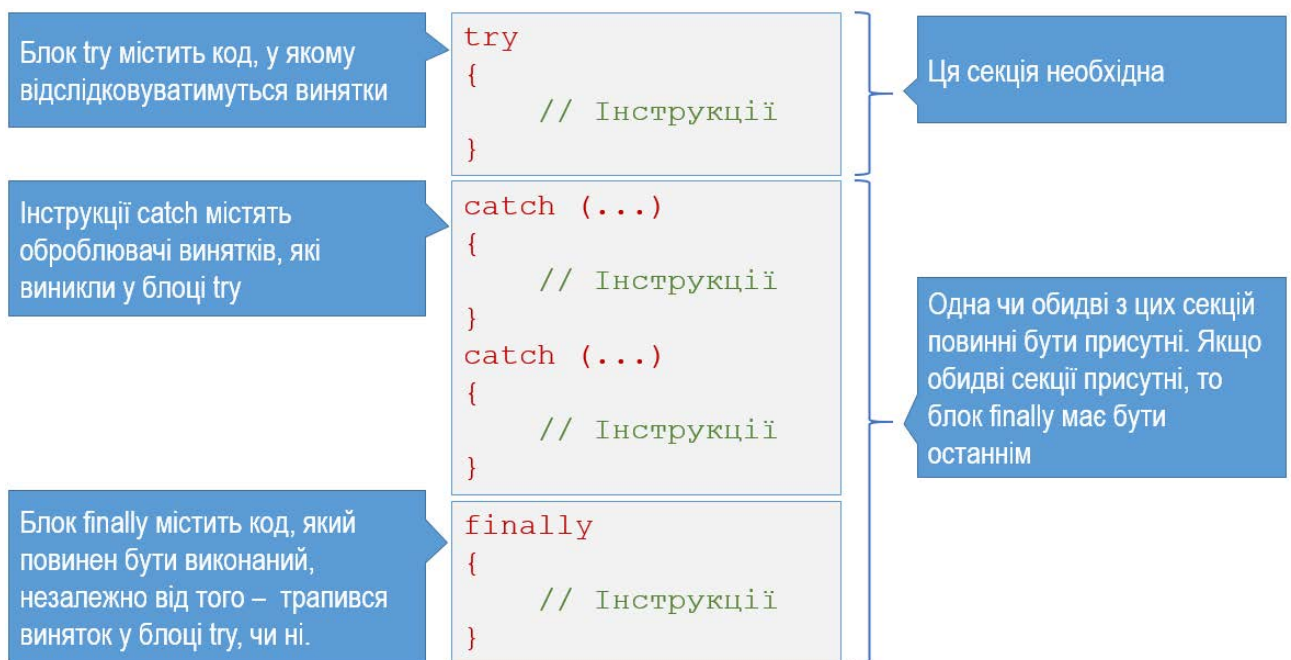 Блок try містить код, у якому
відслідковуватимуться винятки
try
{
// Інструкції
}
Ця секція необхідна
Інструкції catch містять
оброблювачі винятків, які
виникли у блоці try
catch (...)
{
// Інструкції
}
catch (...)
{
// Інструкції
}
Одна чи обидві з цих секцій
повинні бути присутні. Якщо
обидві секції присутні, то
блок finally має бути
останнім
Блок finally містить код, який
повинен бути виконаний,
незалежно від того – трапився
виняток у блоці try, чи ні.
finally
{
// Інструкції
}